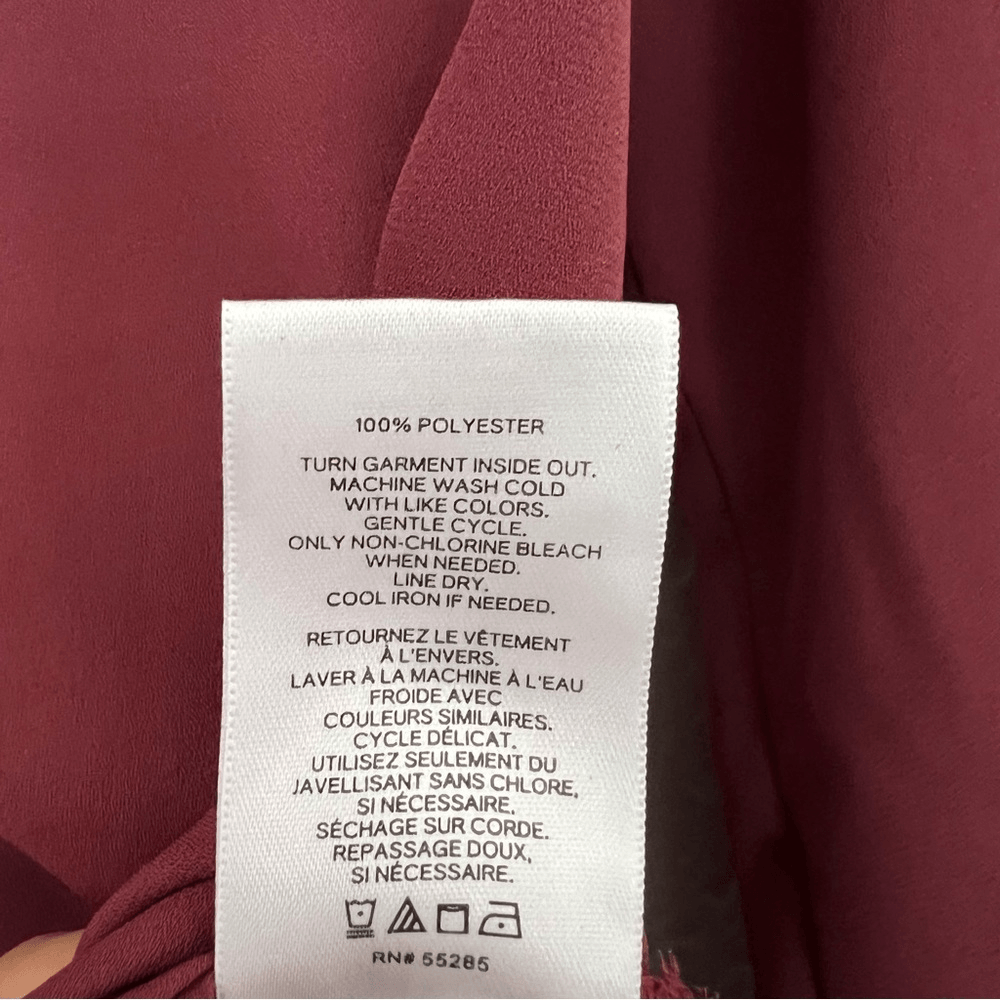 100% POLYESTER
TURN GARMENT INSIDE OUT.
MACHINE WASH COLD
WITH LIKE COLORS.
GENTLE CYCLE.
ONLY NON-CHLORINE BLEACH
WHEN NEEDED.
LINE DRY.
COOL IRON IF NEEDED.
RETOURNEZ LE VÊTEMENT
À L'ENVERS.
LAVER À LA MACHINE À L'EAU
FROIDE AVEC
COULEURS SIMILAIRES.
CYCLE DÉLICAT.
UTILISEZ SEULEMENT DU
JAVELLISANT SANS CHLORE,
SI NÉCESSAIRE.
SÉCHAGE SUR CORDE.
REPASSAGE DOUX,
SI NÉCESSAIRE.
RN# 55285